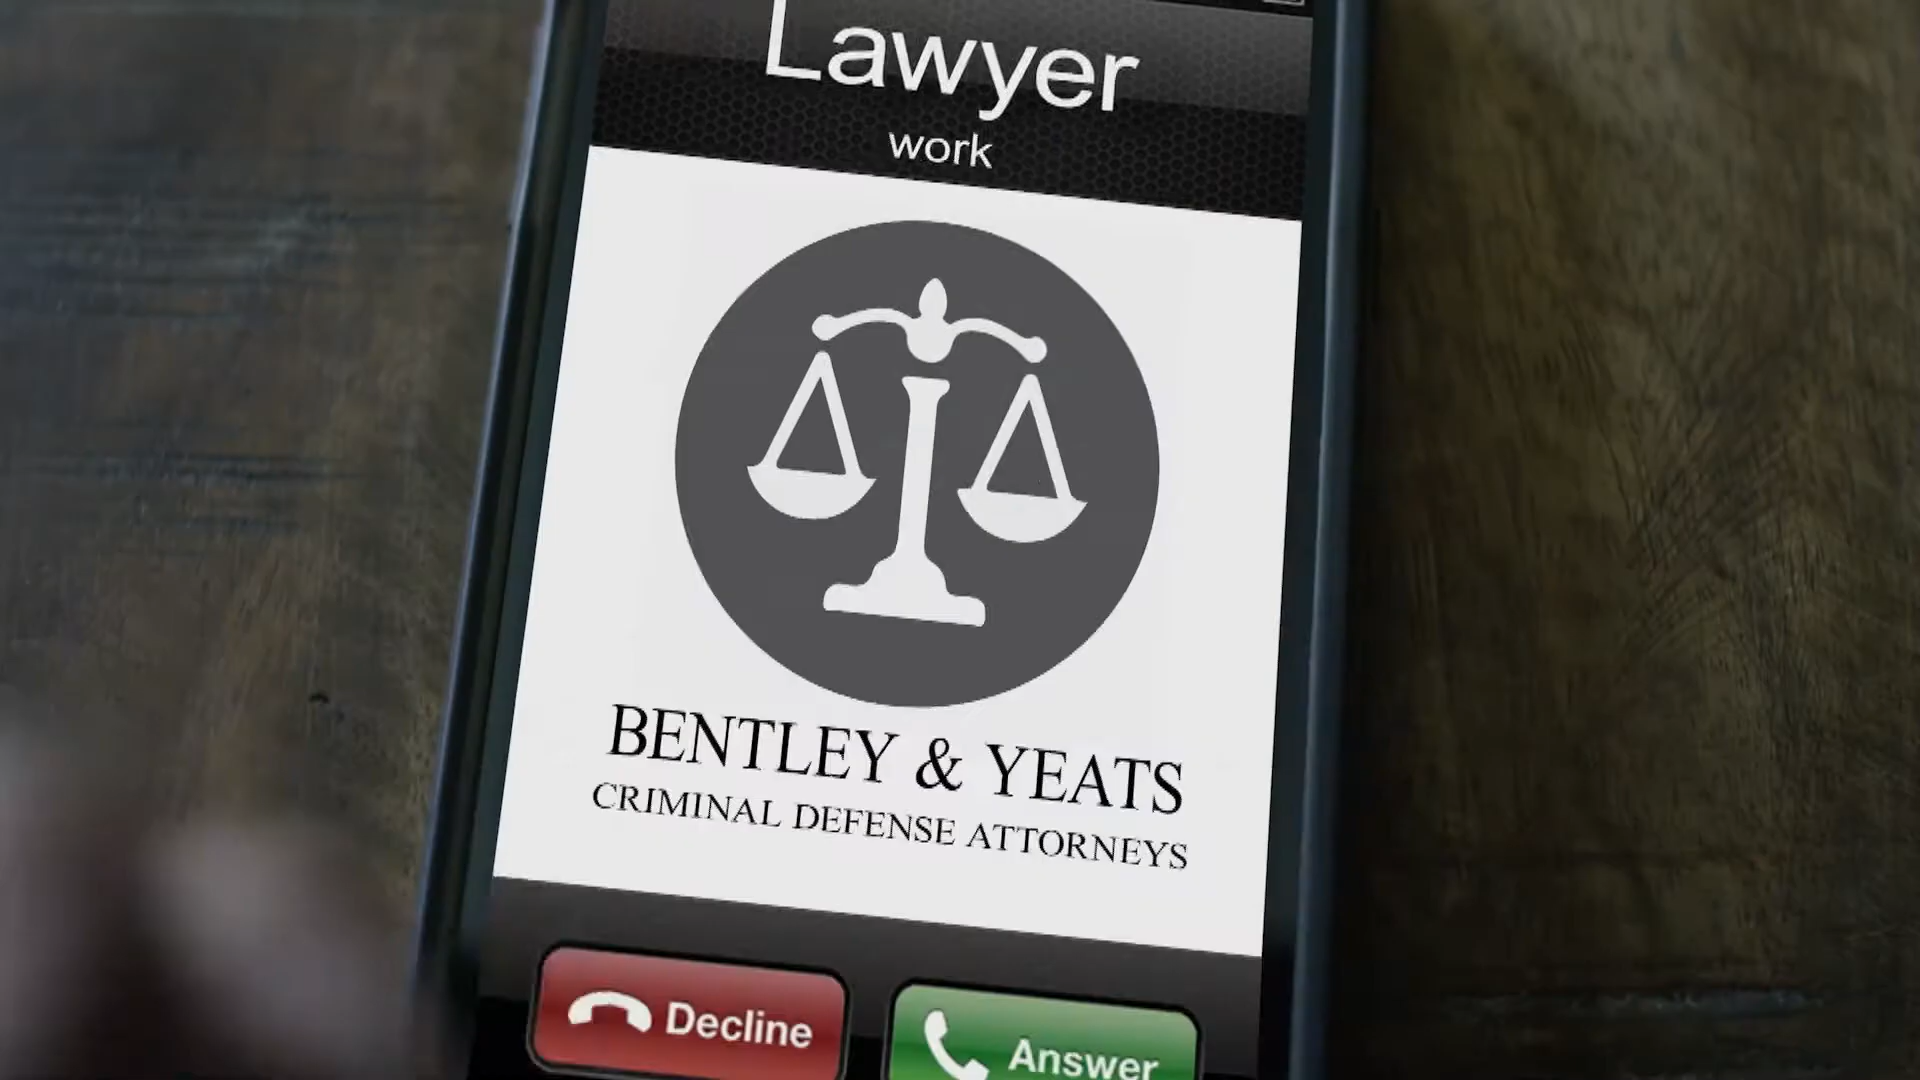 Lawyer
work
BENTLEY & YEATS
CRIMINAL DEFENSE ATTORNEYS
Decline
Answer